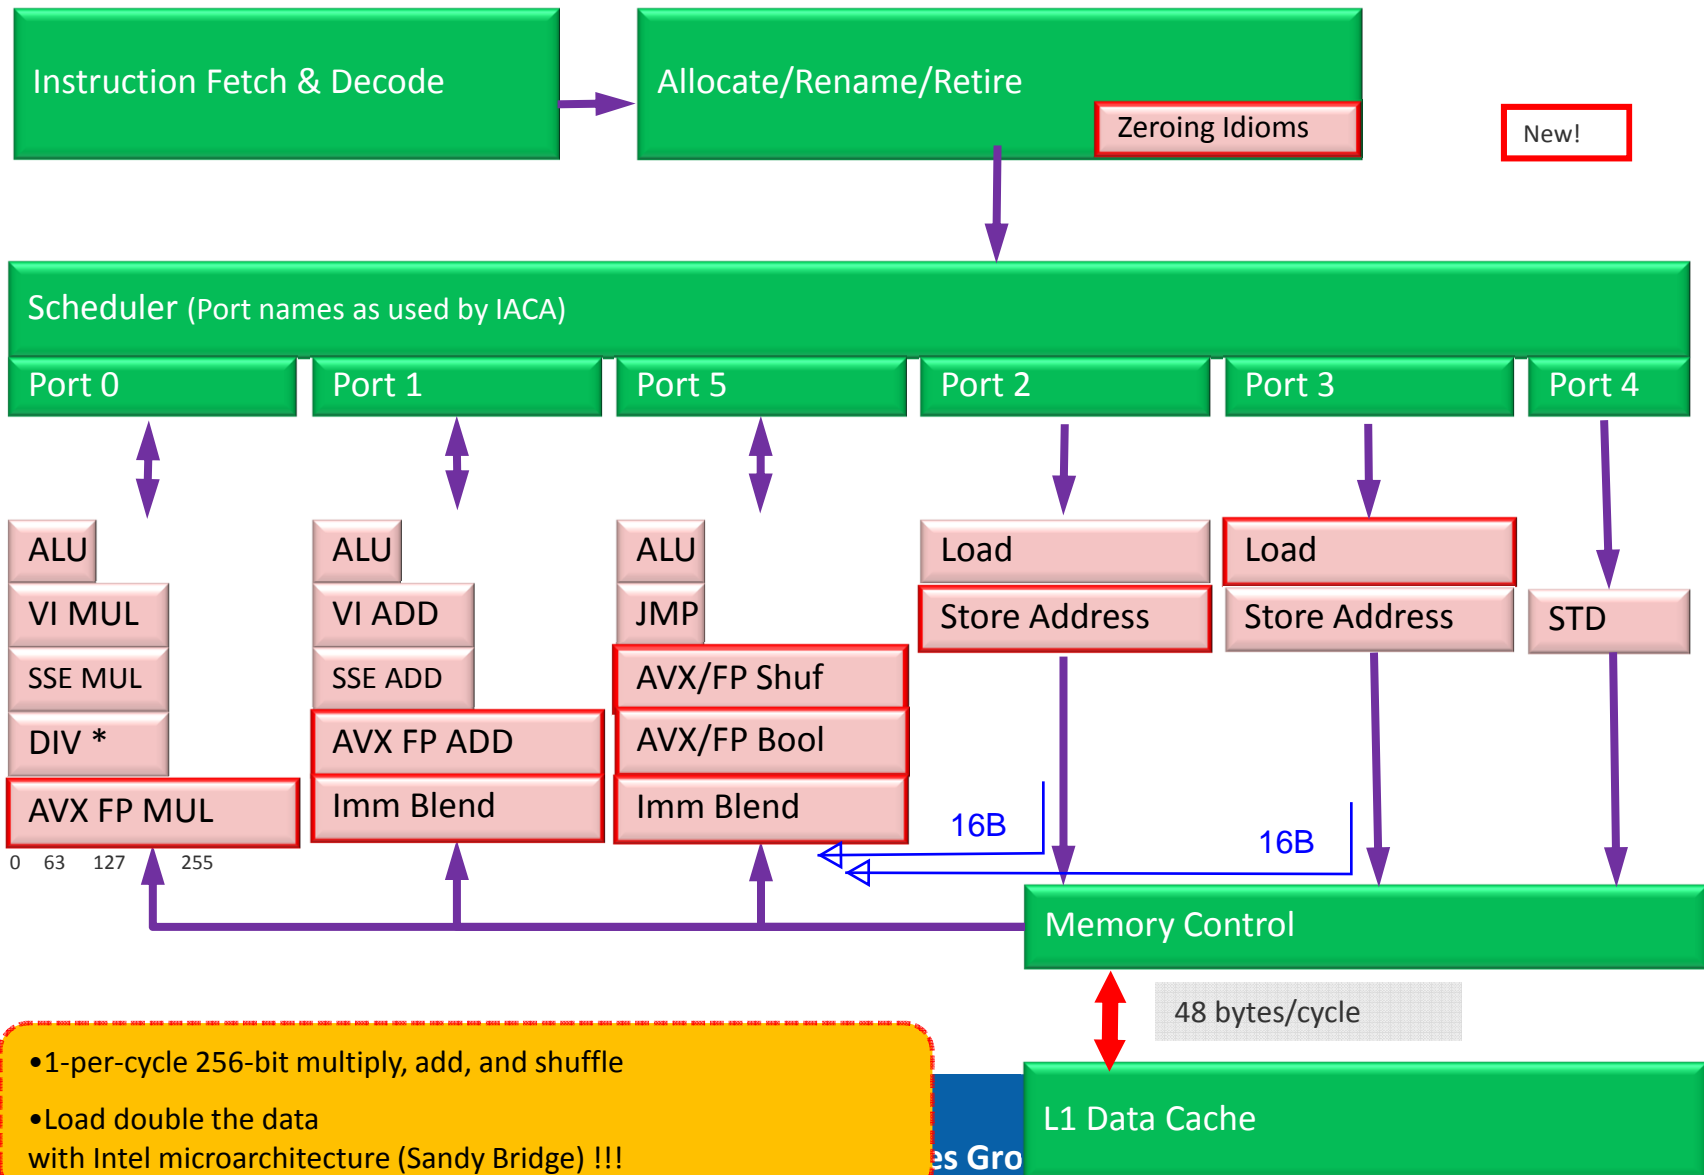 Instruction Fetch & Decode
Allocate/Rename/Retire
Zeroing Idioms
New!
Scheduler (Port names as used by IACA)
Port 0
Port 1
Port 5
Port 2
Port 3
Port 4
ALU
VI MUL
SSE MUL
DIV *
AVX FP MUL
0 63 127 255
ALU
VI ADD
SSE ADD
AVX FP ADD
Imm Blend
ALU
JMP
AVX/FP Shuf
AVX/FP Bool
Imm Blend
Load
Store Address
Load
Store Address
STD
16B
16B
Memory Control
48 bytes/cycle
L1 Data Cache
•1-per-cycle 256-bit multiply, add, and shuffle
•Load double the data
with Intel microarchitecture (Sandy Bridge) !!!